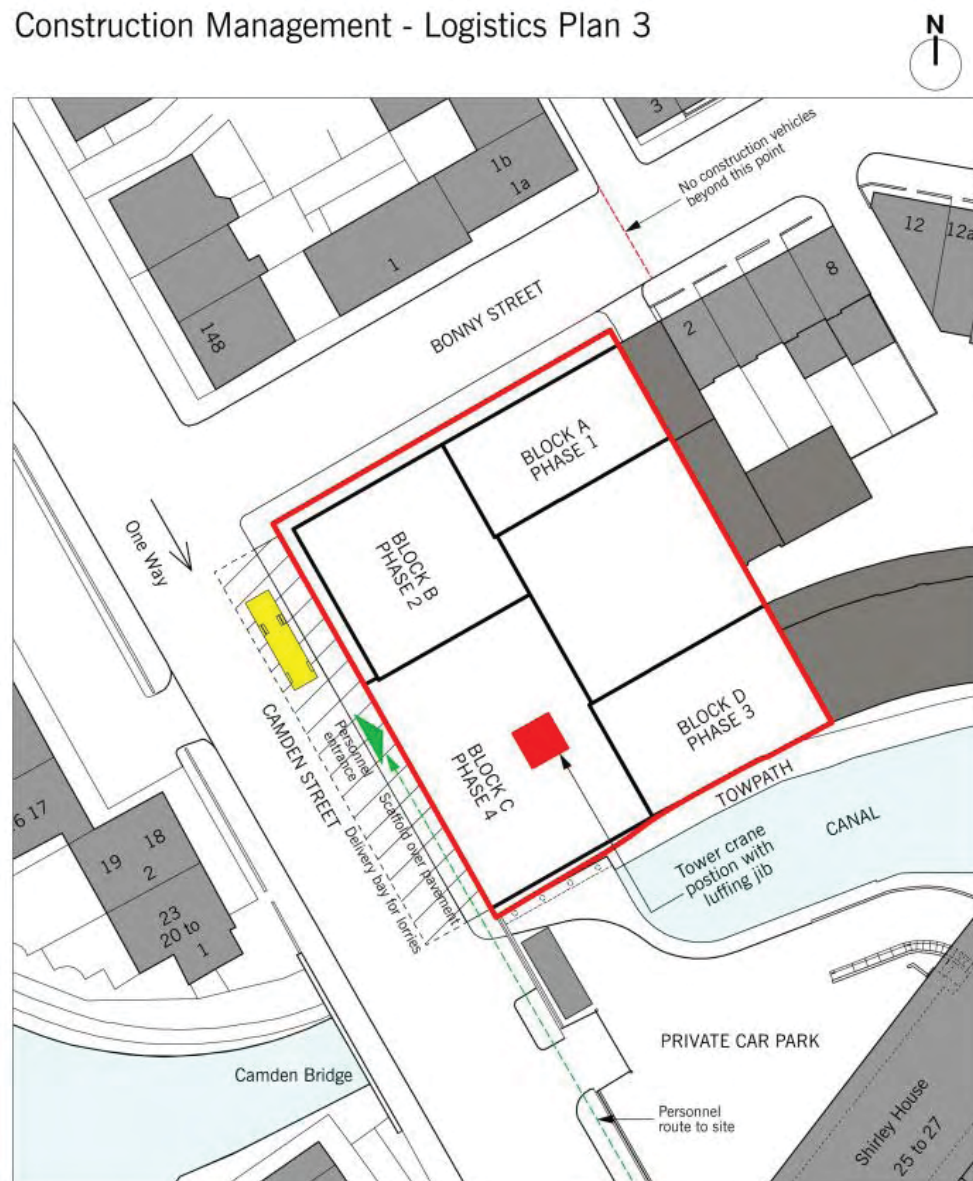 Construction Management - Logistics Plan 3
N
3
No construction vehicles
beyond this point
1b
1a
1
148
BONNY STREET
12
12a
8
2
BLOCK A
PHASE 1
BLOCK B
PHASE 2
One Way
BLOCK D
PHASE 3
BLOCK C
PHASE 4
Personnel
entrance
CAMDEN STREET
Scaffold over pavement
Delivery bay for lorries
TOWPATH
CANAL
Tower crane
postion with
luffing jib
6 17
18
19
2
23
20 to
1
PRIVATE CAR PARK
Camden Bridge
Personnel
route to site
Shirley House
25 to 27